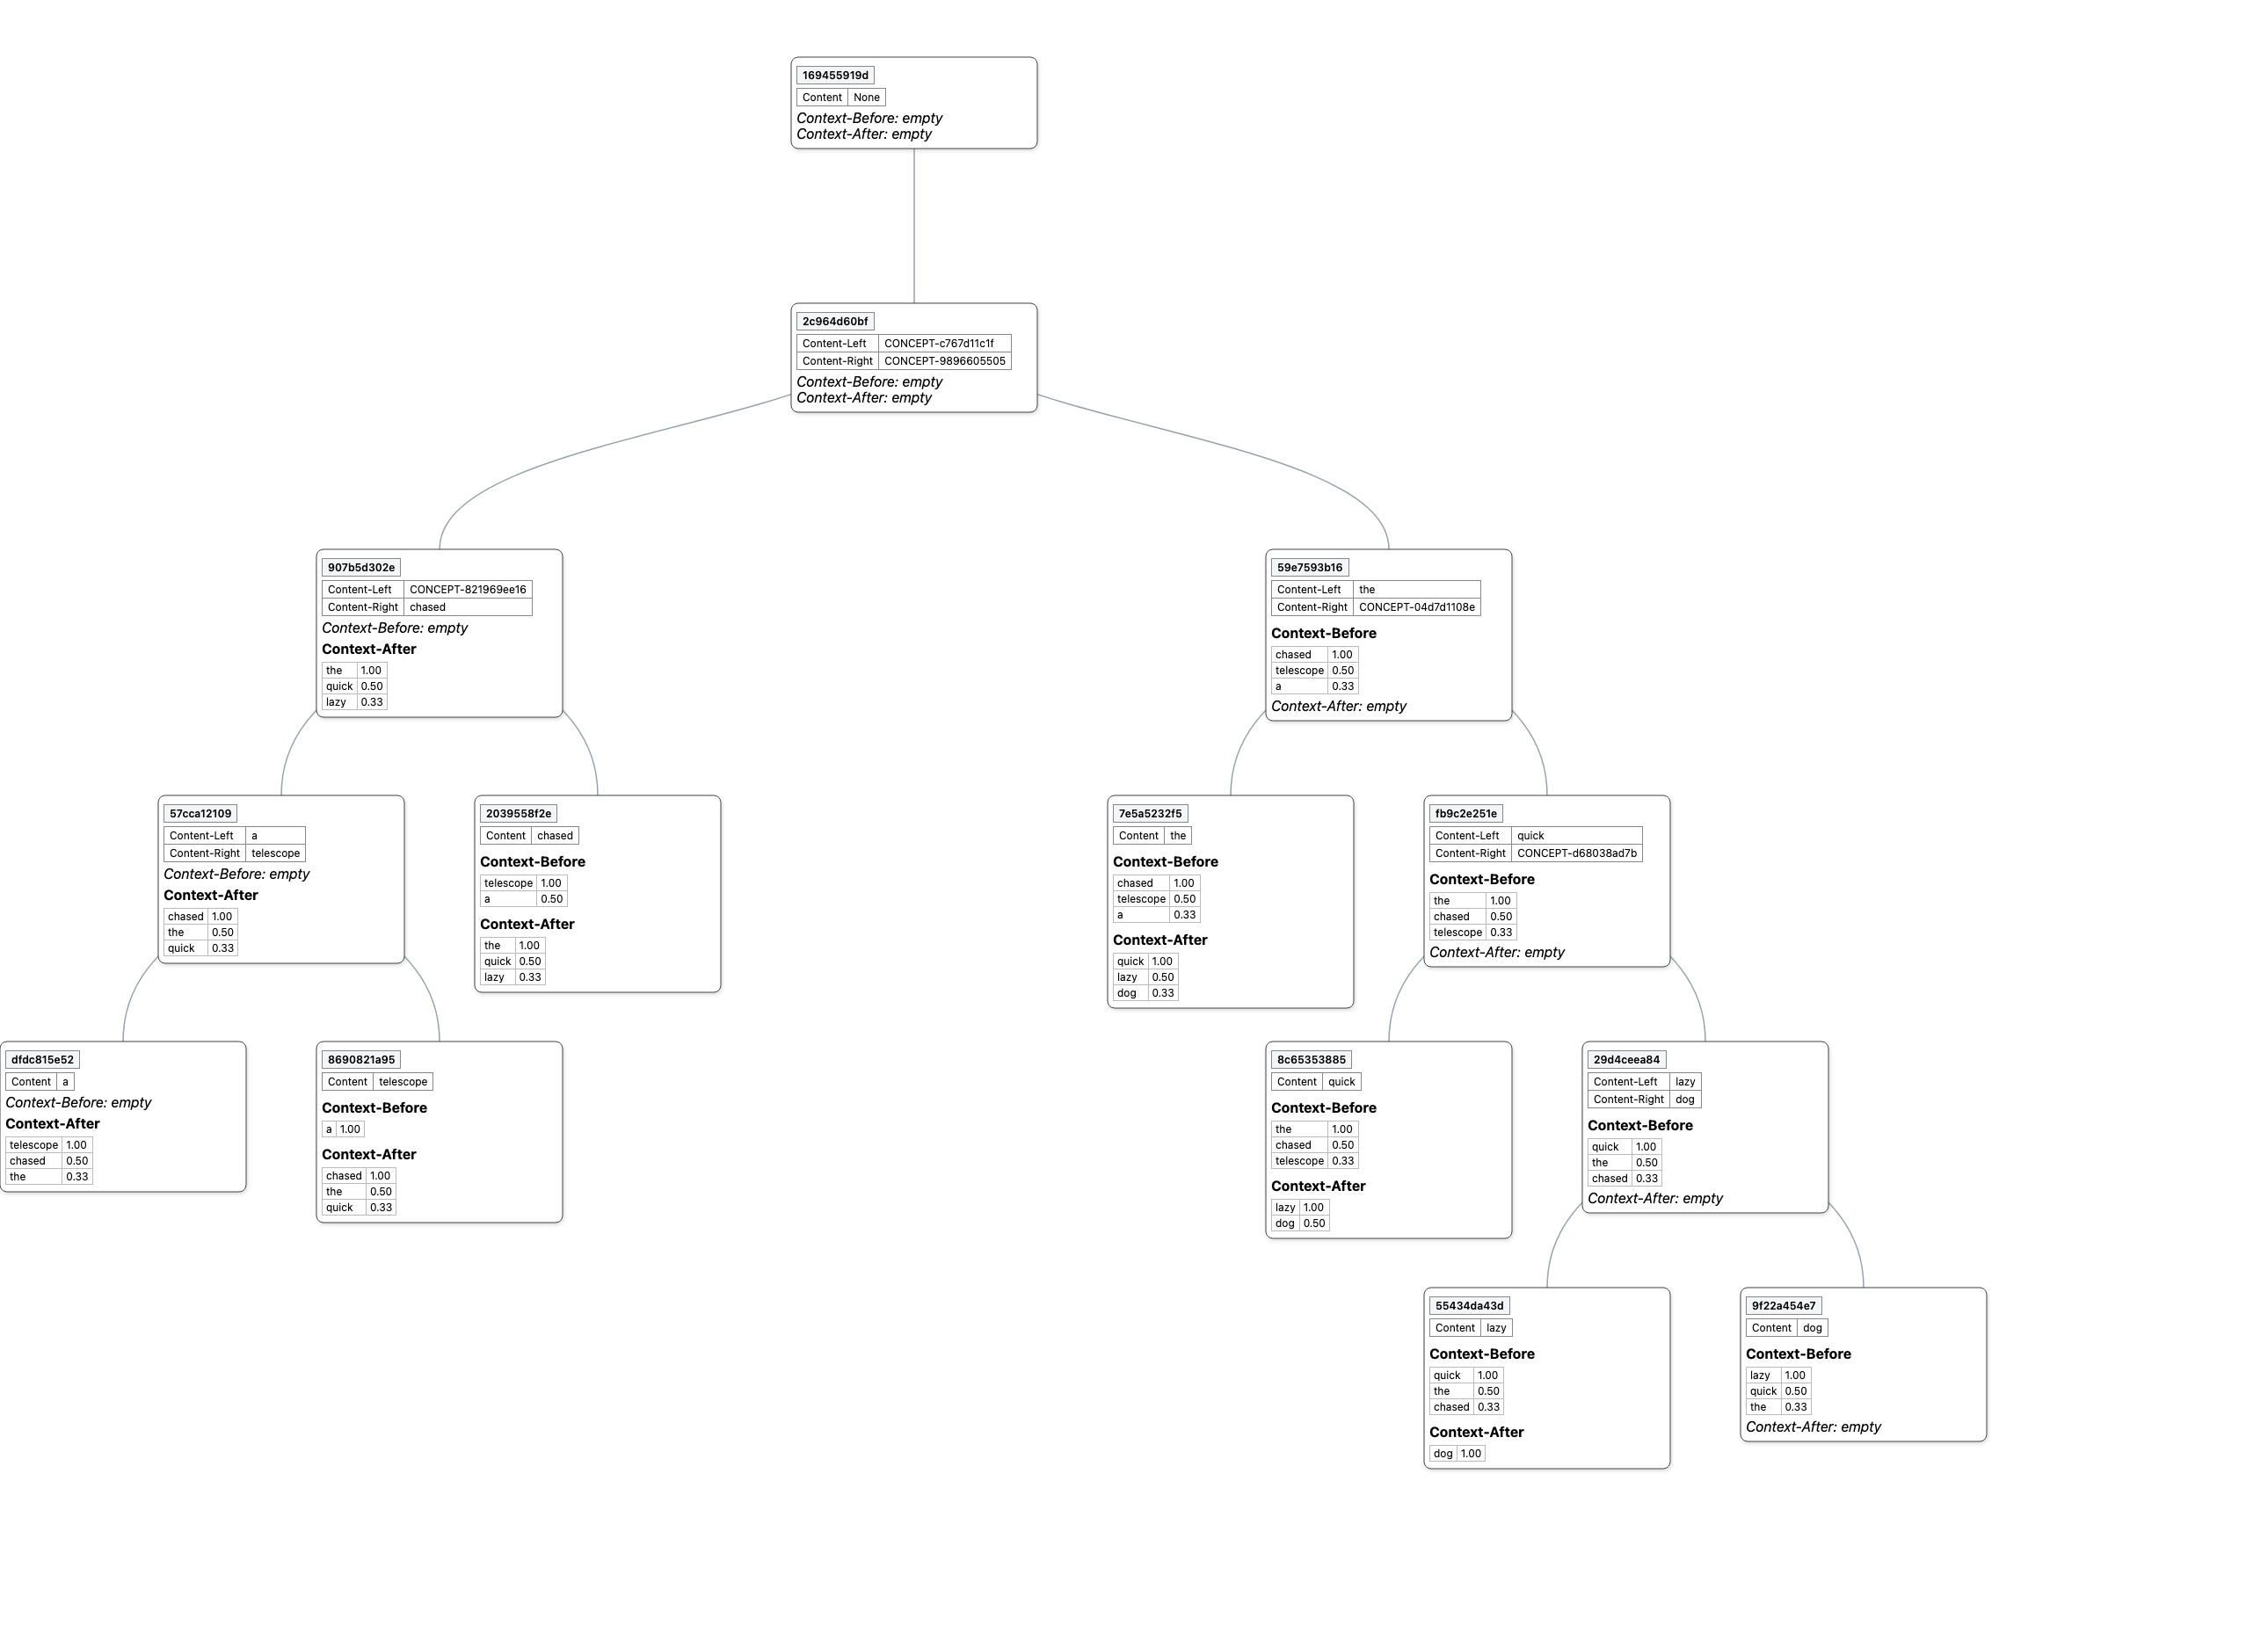 169455919d
Content None
Context-Before: empty
Context-After: empty
2c964d60bf
Content-Left CONCEPT-c767d11c1f
Content-Right CONCEPT-9896605505
Context-Before: empty
Context-After: empty
907b5d302e
Content-Left CONCEPT-821969ee16
Content-Right chased
Context-Before: empty
Context-After
the 1.00
quick 0.50
lazy 0.33
59e7593b16
Content-Left the
Content-Right CONCEPT-04d7d1108e
Context-Before
chased 1.00
telescope 0.50
a 0.33
Context-After: empty
57cca12109
Content-Left a
Content-Right telescope
Context-Before: empty
Context-After
chased 1.00
the 0.50
quick 0.33
2039558f2e
Content chased
Context-Before
telescope 1.00
a 0.50
Context-After
the 1.00
quick 0.50
lazy 0.33
7e5a5232f5
Content the
Context-Before
chased 1.00
telescope 0.50
a 0.33
Context-After
quick 1.00
lazy 0.50
dog 0.33
fb9c2e251e
Content-Left quick
Content-Right CONCEPT-d68038ad7b
Context-Before
the 1.00
chased 0.50
telescope 0.33
Context-After: empty
dfdc815e52
Content a
Context-Before: empty
Context-After
telescope 1.00
chased 0.50
the 0.33
8690821a95
Content telescope
Context-Before
a 1.00
Context-After
chased 1.00
the 0.50
quick 0.33
8c65353885
Content quick
Context-Before
the 1.00
chased 0.50
telescope 0.33
Context-After
lazy 1.00
dog 0.50
29d4ceea84
Content-Left lazy
Content-Right dog
Context-Before
quick 1.00
the 0.50
chased 0.33
Context-After: empty
55434da43d
Content lazy
Context-Before
quick 1.00
the 0.50
chased 0.33
Context-After
dog 1.00
9f22a454e7
Content dog
Context-Before
lazy 1.00
quick 0.50
the 0.33
Context-After: empty